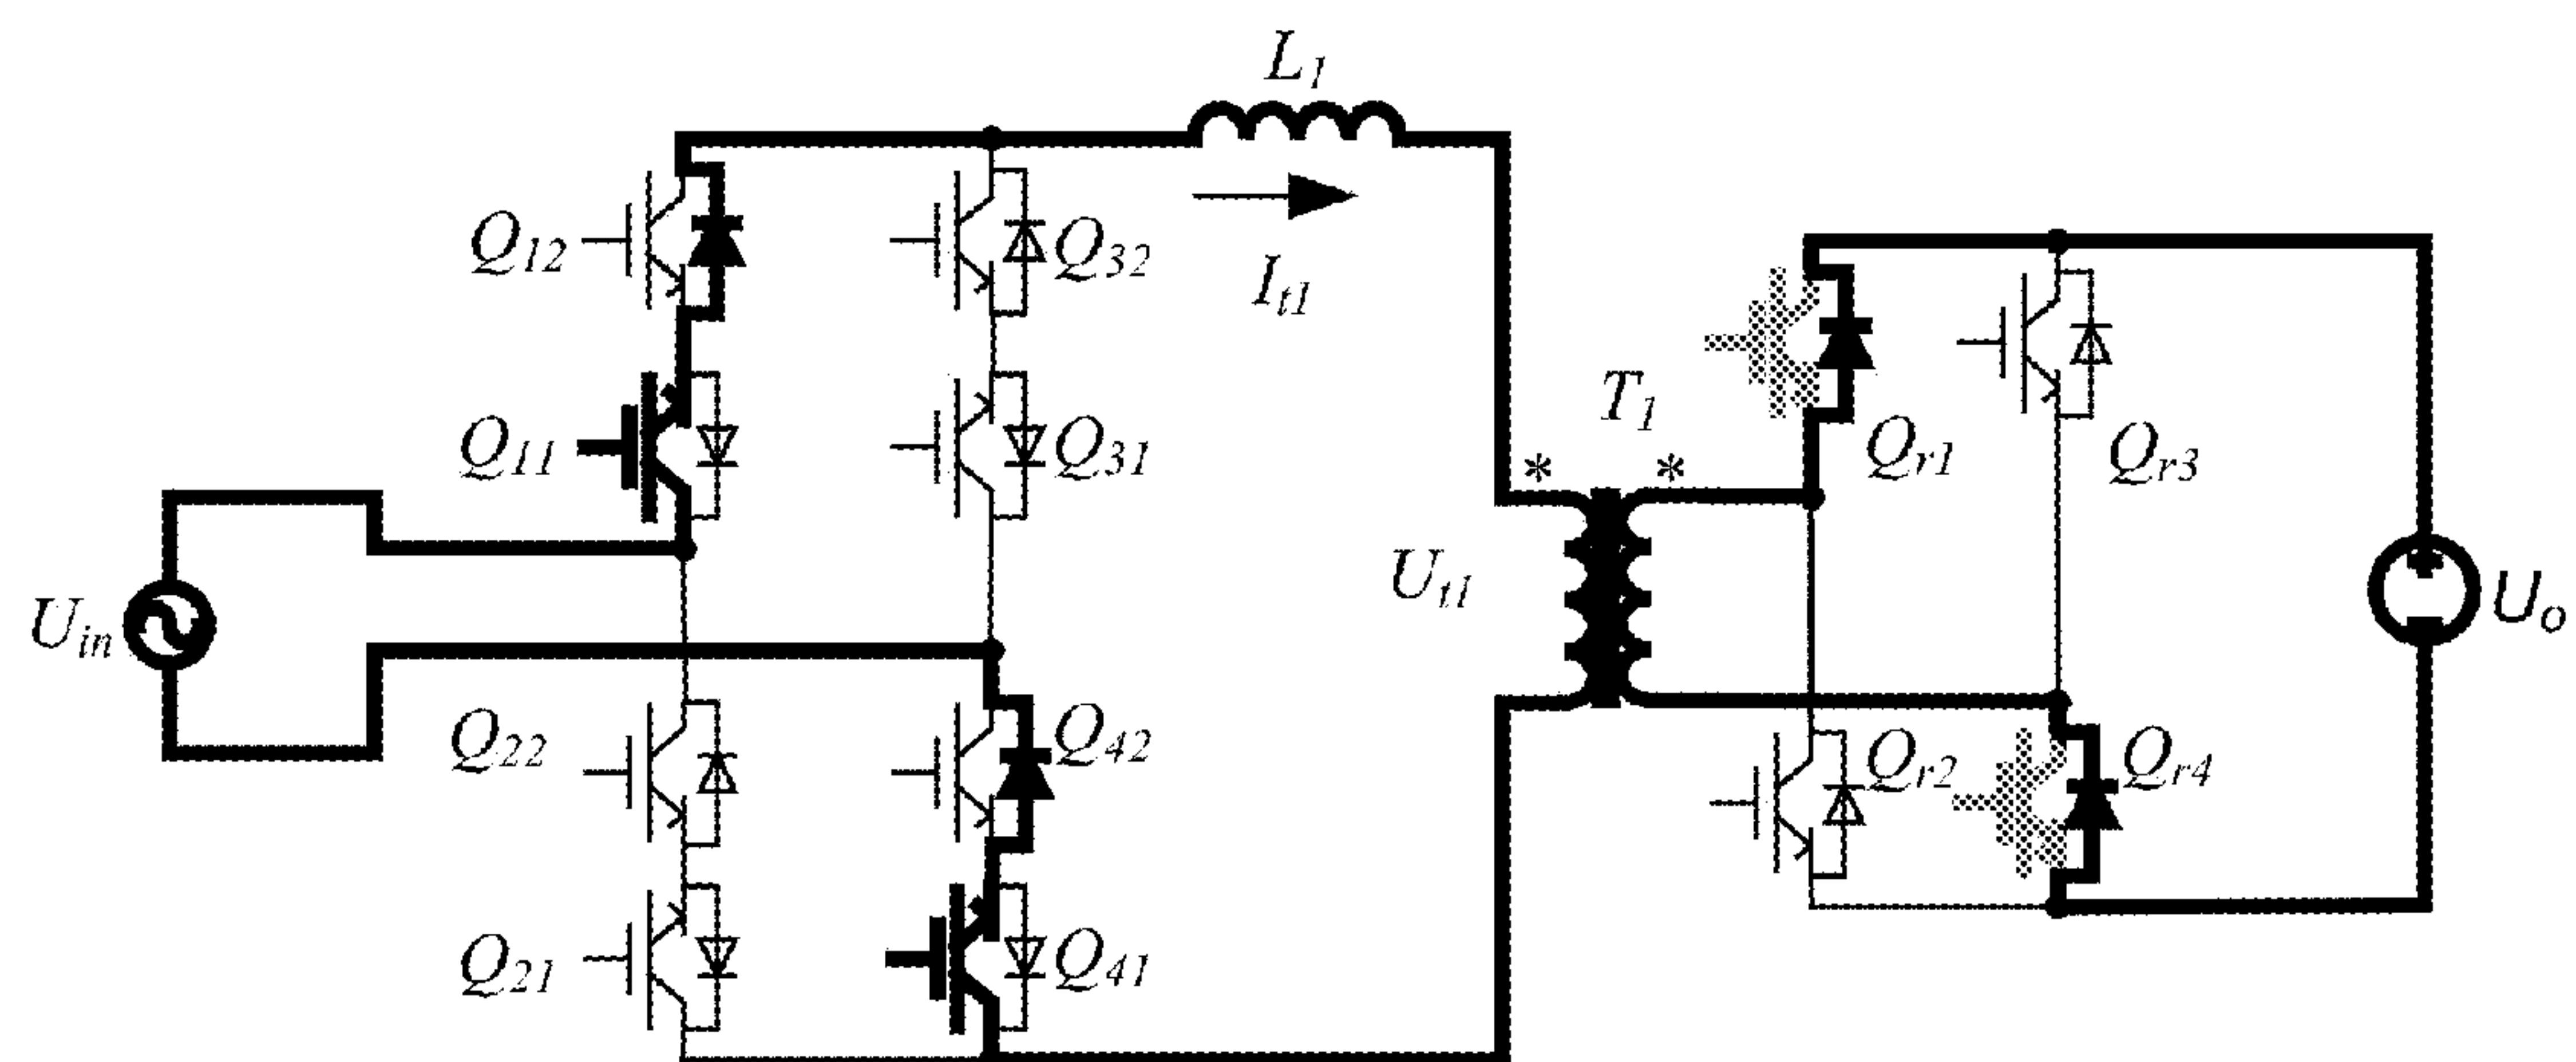 L1
Q12
Q32
It1
Q11
Q31
T1
* *
Qr1
Qr3
Uin
Ut1
Uo
Q22
Q42
Qr2
Qr4
Q21
Q41